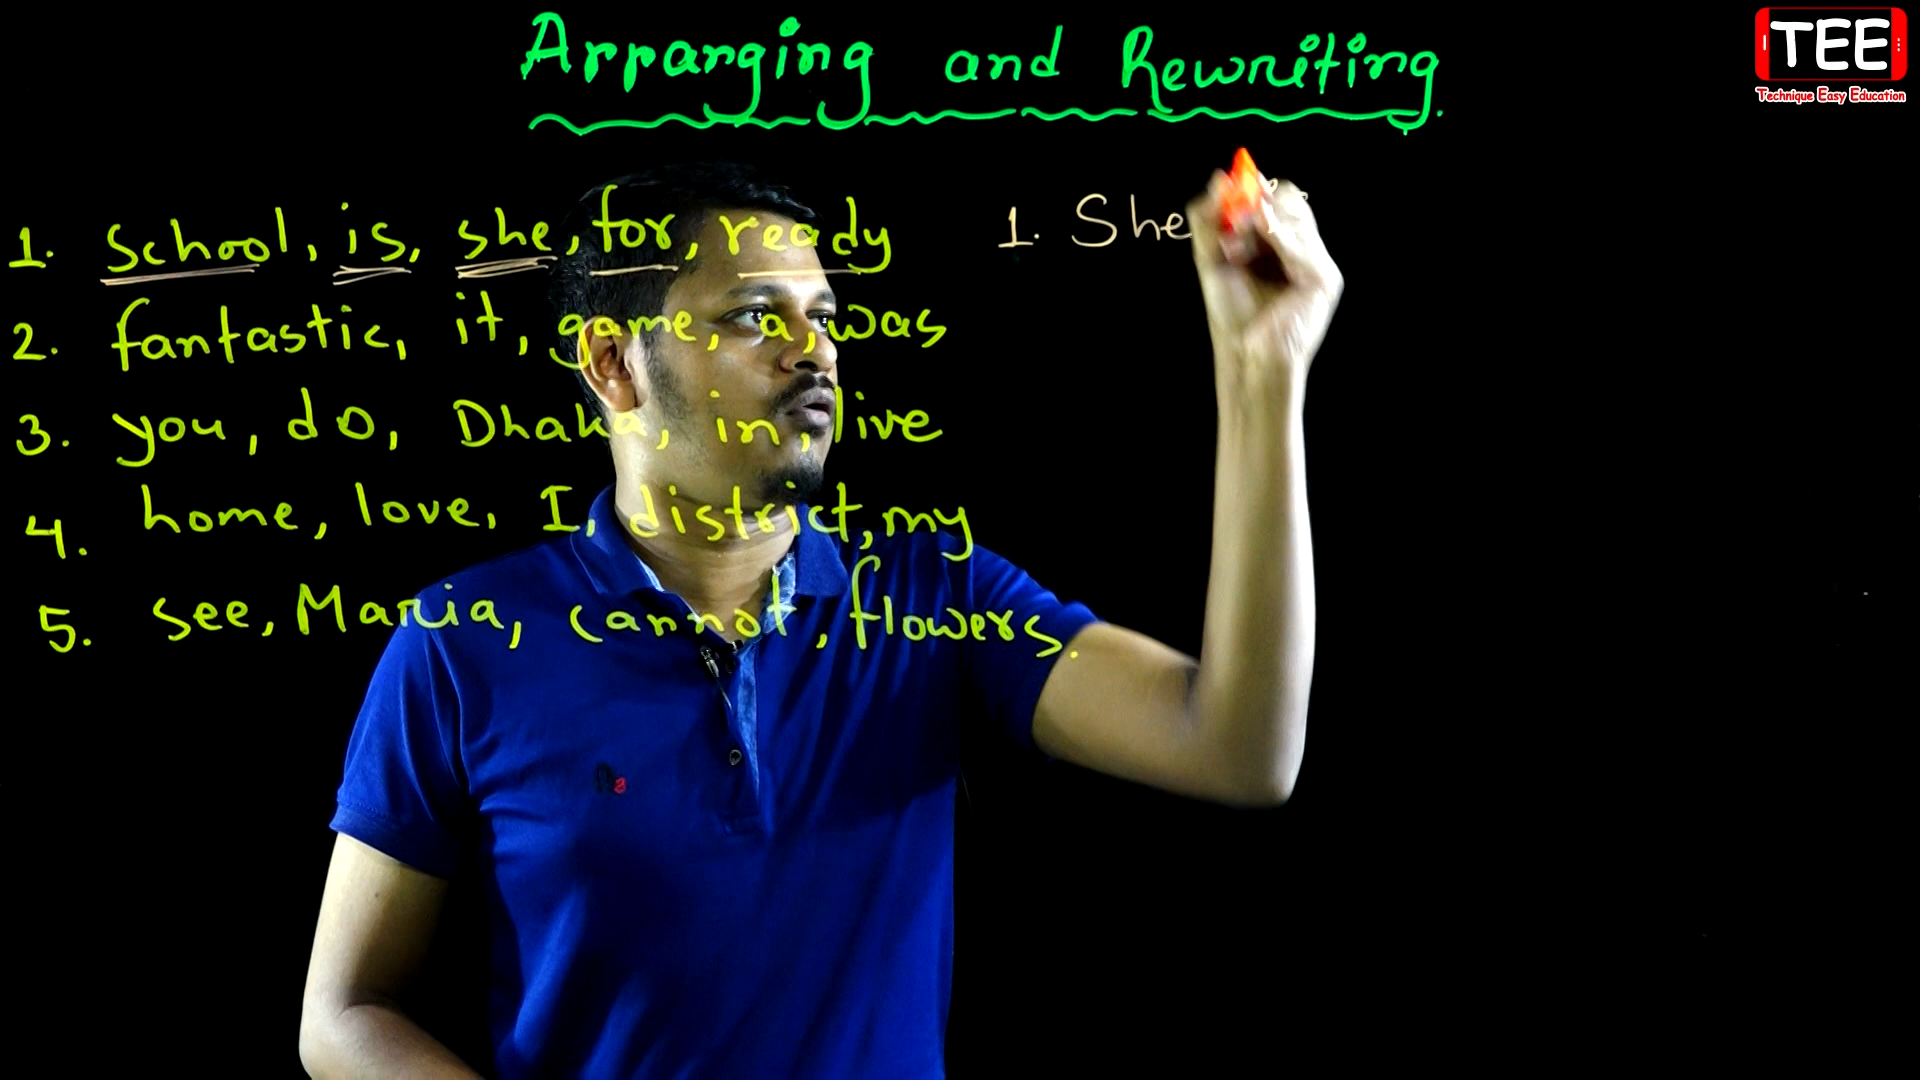 Arranging and Rewriting.
TEE
Technique Easy Education
1. School, is, she, for, ready
2. fantastic, it, game, a, was
3. you, do, Dhaka, in, live
4. home, love, I, district, my
5. see, Maria, cannot, flowers.
1. She